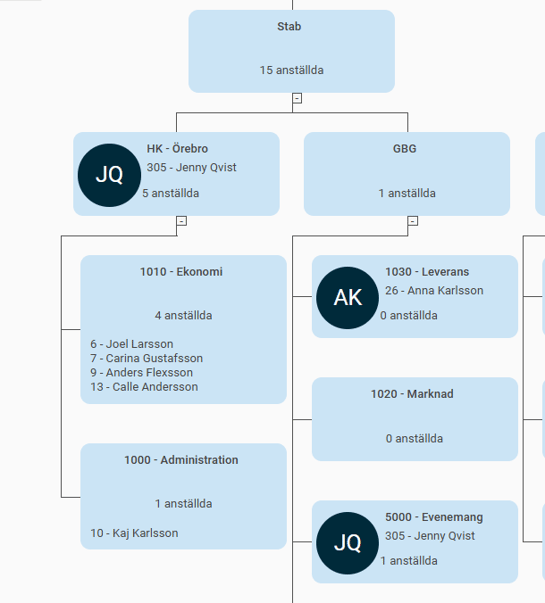 Stab
15 anställda
-
HK - Örebro
JQ
305 - Jenny Qvist
5 anställda
GBG
1 anställda
-
-
1010 - Ekonomi
4 anställda
6 - Joel Larsson
7 - Carina Gustafsson
9 - Anders Flexsson
13 - Calle Andersson
1000 - Administration
1 anställda
10 - Kaj Karlsson
1030 - Leverans
AK
26 - Anna Karlsson
0 anställda
1020 - Marknad
0 anställda
5000 - Evenemang
JQ
305 - Jenny Qvist
1 anställda